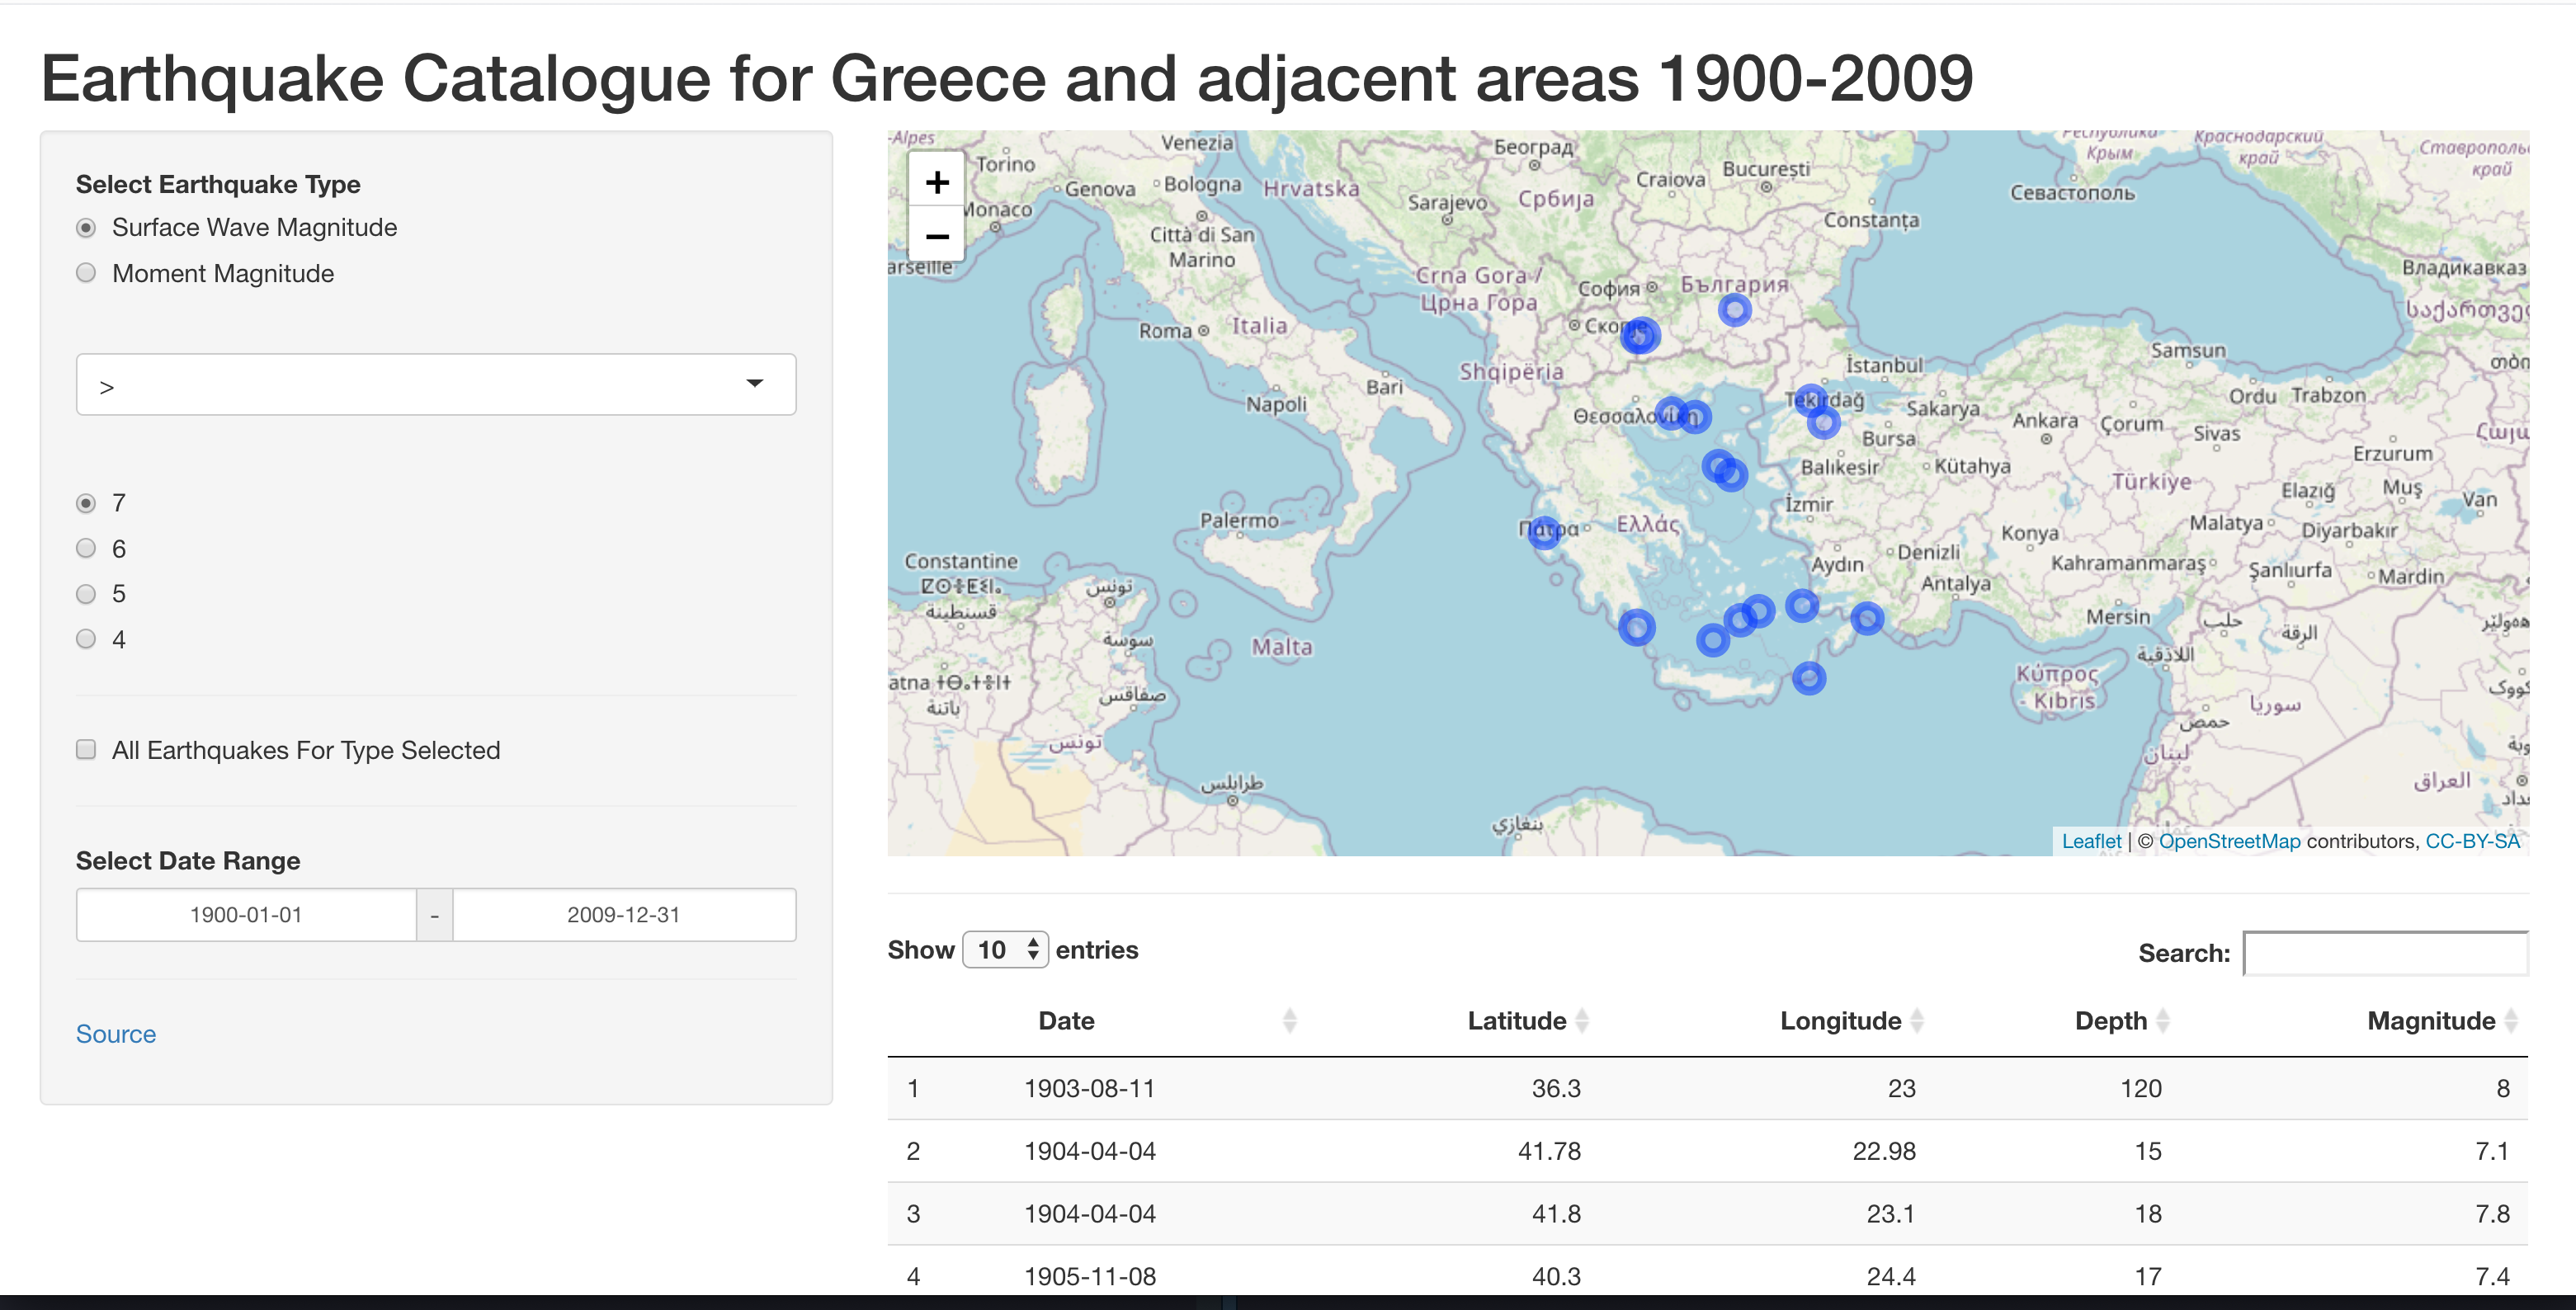 Earthquake Catalogue for Greece and adjacent areas 1900-2009
Select Earthquake Type
Surface Wave Magnitude
Moment Magnitude
>
7
6
5
4
All Earthquakes For Type Selected
Select Date Range
1900-01-01 - 2009-12-31
Source
+
−
-Alpes
Torino
Venezia
Genova
Bologna
Hrvatska
Monaco
Città di San
Marino
arseille
Roma
Italia
Napoli
Bari
Palermo
Malta
Београд
Sarajevo
Србија
Craiova
București
Constanța
Crna Gora /
Црна Гора
София
България
Shqipëria
Θεσσαλονίκη
Πάτρα
Ελλάς
Крым
Краснодарский
край
край
Севастополь
Владикавказ
İstanbul
Tekirdağ
Sakarya
Bursa
Balıkesir
Kütahya
İzmir
Aydın
Denizli
Antalya
Ankara
Çorum
Samsun
Ordu
Trabzon
Sivas
Erzurum
Türkiye
Elazığ
Muş
Van
Konya
Malatya
Diyarbakır
Kahramanmaraş
Şanlıurfa
Mardin
Mersin
حلب
الرقة
اللاذقية
Κύπρος
- Kıbrıs
سوريا
حمص
لبنان
العراق
Constantine
قسنطينة
تونس
سوسة
صفاقس
باتنة
تونس
طرابلس
بنغازي
Leaflet | © OpenStreetMap contributors, CC-BY-SA
Show 10 entries
Search:
Date Latitude Longitude Depth Magnitude
1 1903-08-11 36.3 23 120 8
2 1904-04-04 41.78 22.98 15 7.1
3 1904-04-04 41.8 23.1 18 7.8
4 1905-11-08 40.3 24.4 17 7.4